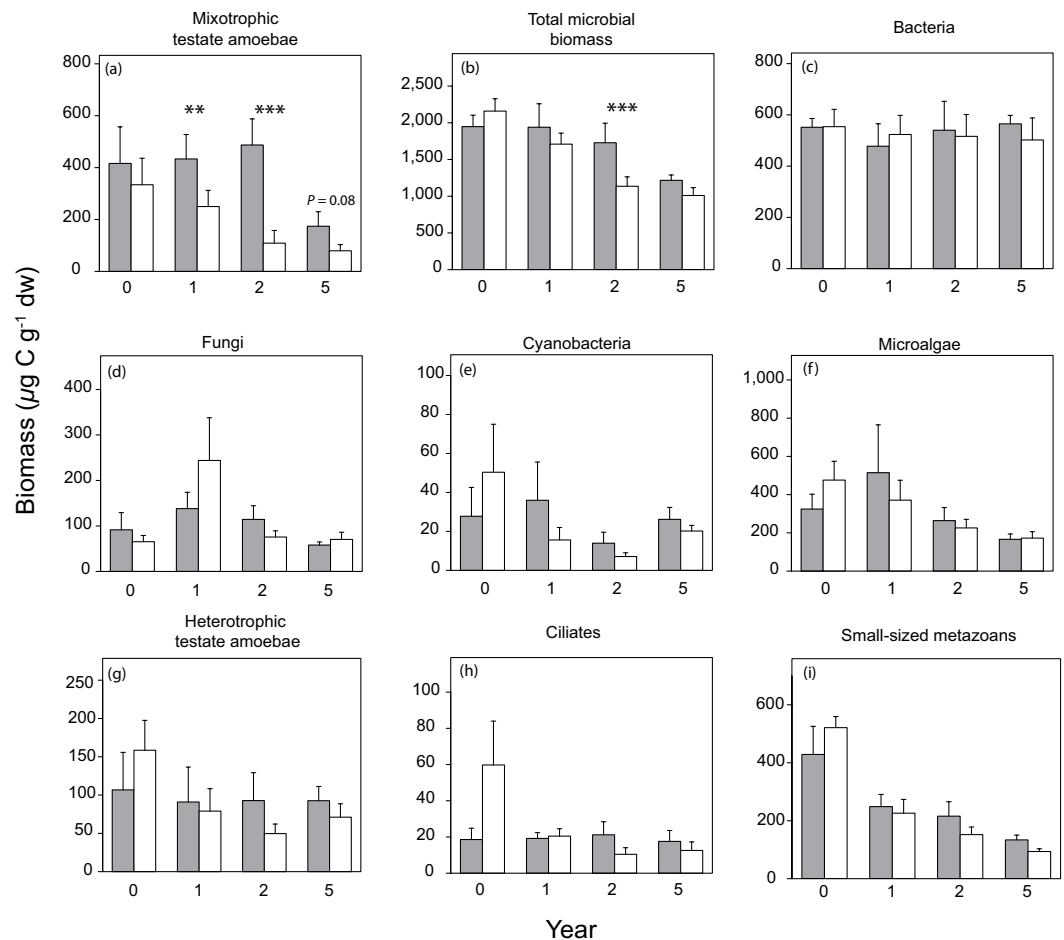 Mixotrophic
testate amoebae
Total microbial
biomass
Bacteria
(a)
800
600
400
200
0
**
***
P = 0.08
0 1 2 5
(b)
2,500
2,000
1,500
1,000
500
0
***
0 1 2 5
(c)
800
600
400
200
0
0 1 2 5
Biomass (µg C g⁻¹ dw)
Fungi
Cyanobacteria
Microalgae
(d)
400
300
200
100
0
0 1 2 5
(e)
100
80
60
40
20
0
0 1 2 5
(f)
1,000
800
600
400
200
0
0 1 2 5
Heterotrophic
testate amoebae
Ciliates
Small-sized metazoans
(g)
250
200
150
100
50
0
0 1 2 5
(h)
100
80
60
40
20
0
0 1 2 5
(i)
600
400
200
0
0 1 2 5
Year